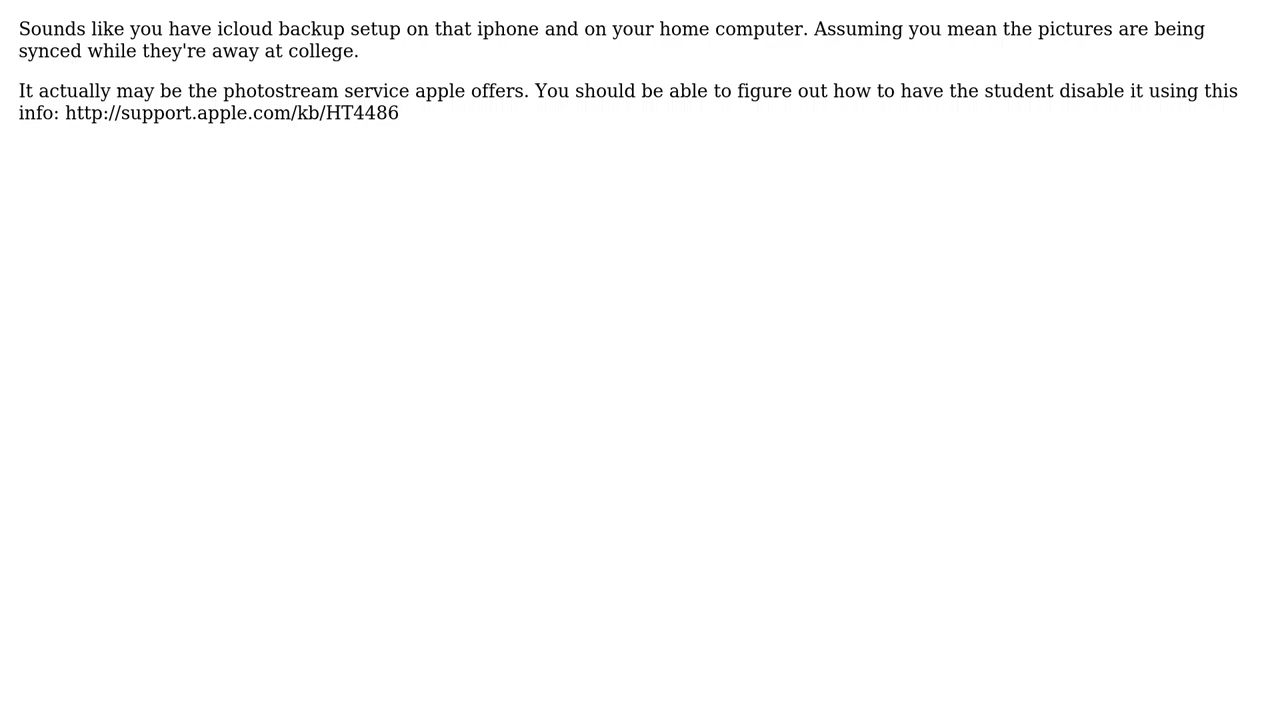 Sounds like you have icloud backup setup on that iphone and on your home computer. Assuming you mean the pictures are being
synced while they're away at college.
It actually may be the photostream service apple offers. You should be able to figure out how to have the student disable it using this
info: http://support.apple.com/kb/HT4486